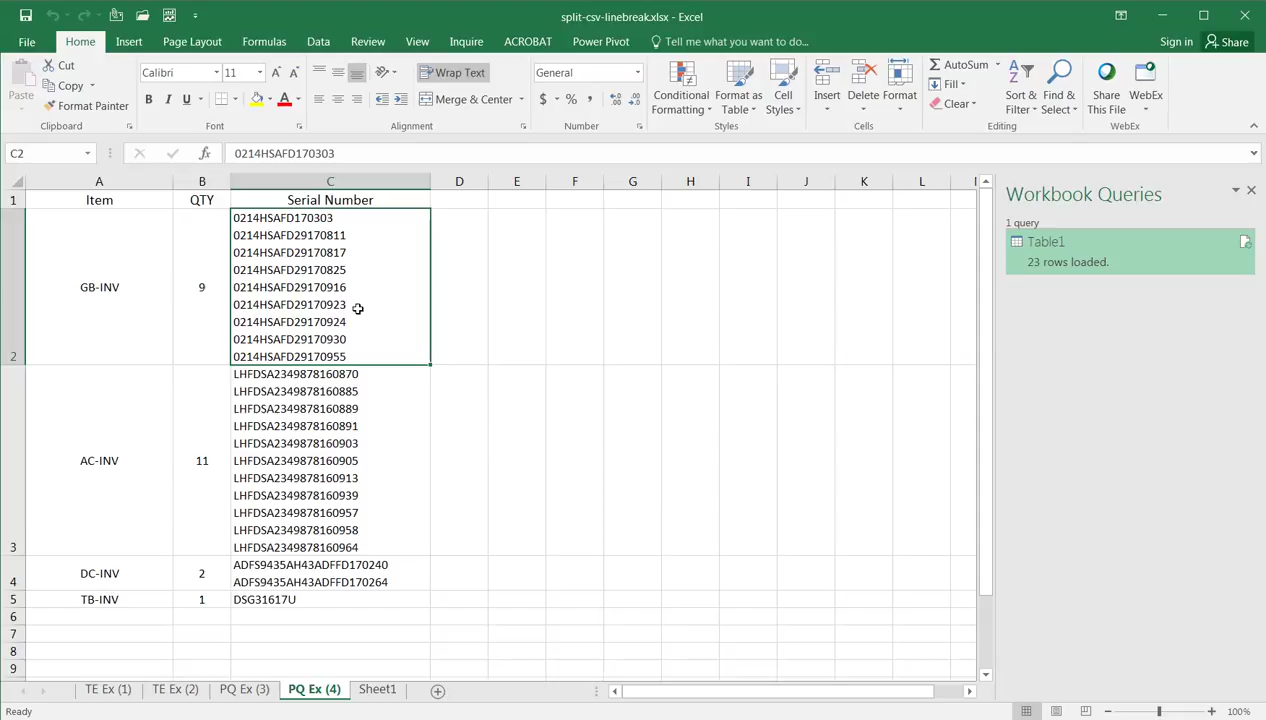 split-csv-linebreak.xlsx - Excel
File Home Insert Page Layout Formulas Data Review View Inquire ACROBAT Power Pivot Tell me what you want to do... Sign in Share
Paste
Cut
Copy
Format Painter
Clipboard
Calibri 11
B I U A
Font
Wrap Text
Merge & Center
Alignment
General
$ % ,
Number
Conditional Formatting
Format as Table
Cell Styles
Styles
Insert Delete Format
Cells
AutoSum
Fill
Clear
Sort & Filter
Find & Select
Editing
Share This File
WebEx
WebEx
C2 fx 0214HSAFD170303
A B C D E F G H I J K L
1 Item QTY Serial Number
2 GB-INV 9 0214HSAFD170303
0214HSAFD29170811
0214HSAFD29170817
0214HSAFD29170825
0214HSAFD29170916
0214HSAFD29170923
0214HSAFD29170924
0214HSAFD29170930
0214HSAFD29170955
3 AC-INV 11 LHFDSA2349878160870
LHFDSA2349878160885
LHFDSA2349878160889
LHFDSA2349878160891
LHFDSA2349878160903
LHFDSA2349878160905
LHFDSA2349878160913
LHFDSA2349878160939
LHFDSA2349878160957
LHFDSA2349878160958
LHFDSA2349878160964
4 DC-INV 2 ADFS9435AH43ADFFD170240
ADFS9435AH43ADFFD170264
5 TB-INV 1 DSG31617U
6
7
8
9
Workbook Queries
1 query
Table1
23 rows loaded.
TE Ex (1) TE Ex (2) PQ Ex (3) PQ Ex (4) Sheet1
Ready 100%